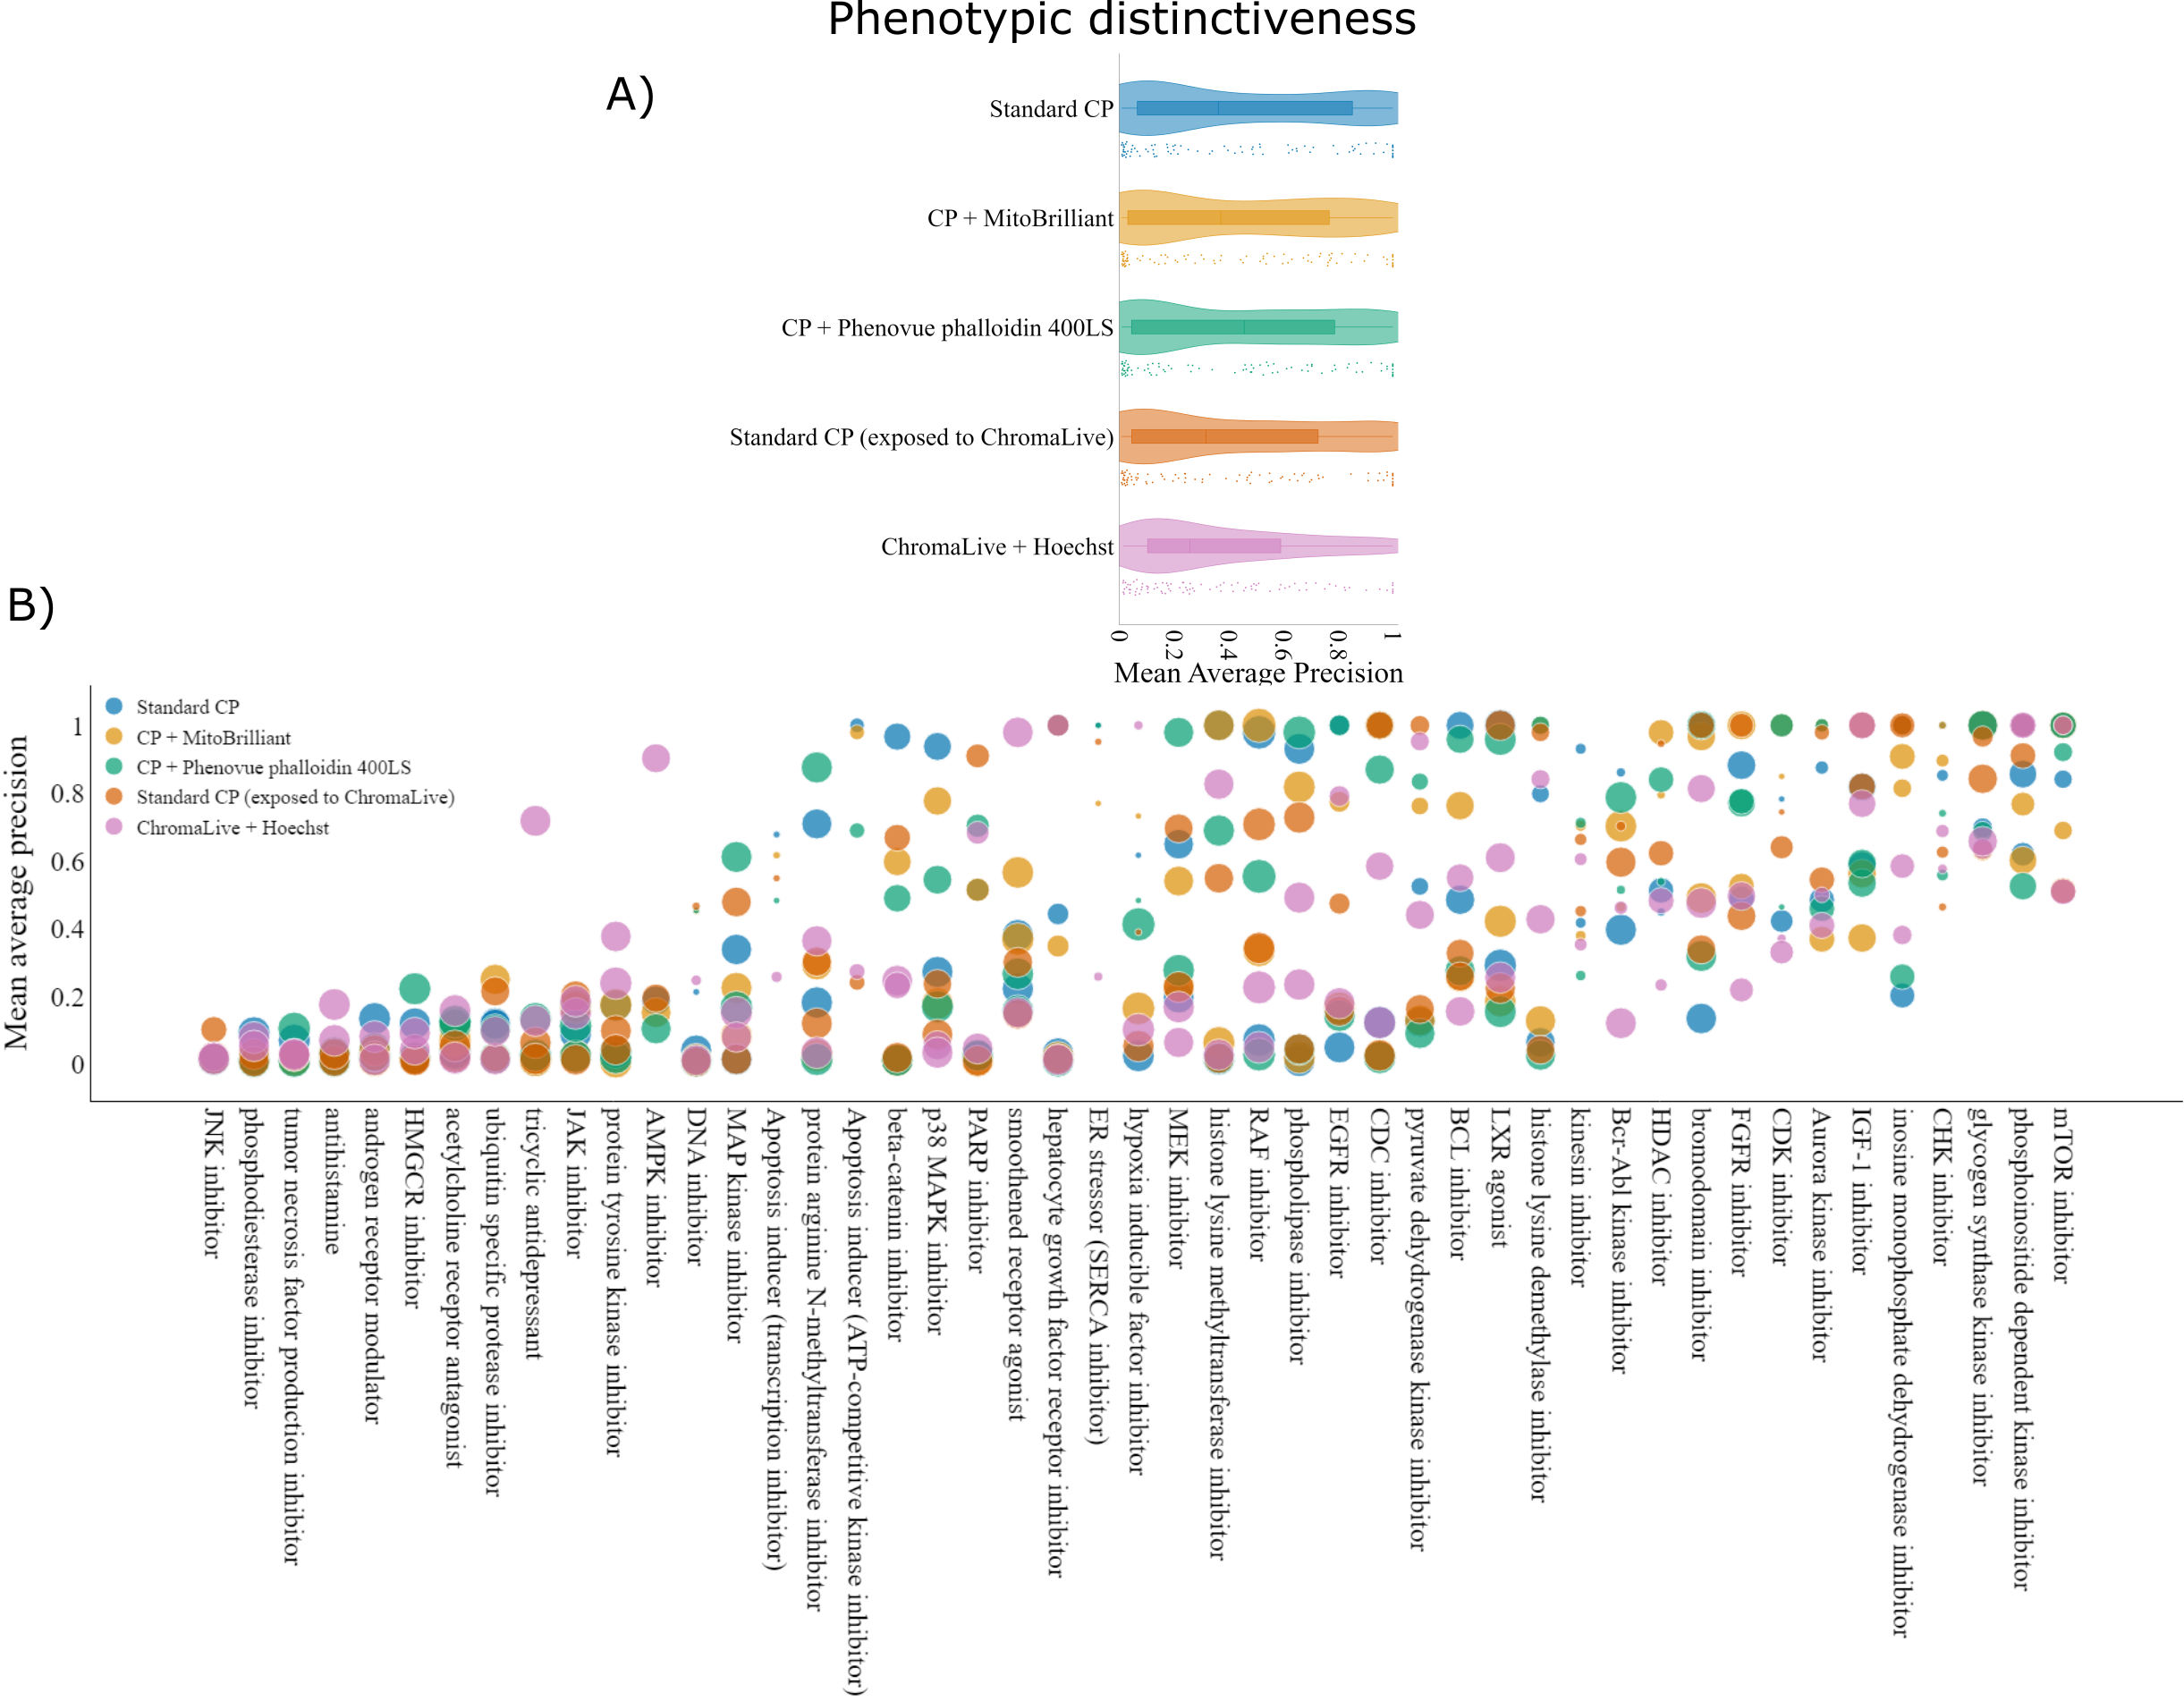 Phenotypic distinctiveness
A)
Standard CP
CP + MitoBrilliant
CP + Phenovue phalloidin 400LS
Standard CP (exposed to ChromaLive)
ChromaLive + Hoechst
0
0.2
0.4
0.6
0.8
1
Mean Average Precision
B)
Mean average precision
1
0.8
0.6
0.4
0.2
0
Standard CP
CP + MitoBrilliant
CP + Phenovue phalloidin 400LS
Standard CP (exposed to ChromaLive)
ChromaLive + Hoechst
JNK inhibitor
phosphodiesterase inhibitor
tumor necrosis factor production inhibitor
antihistamine
androgen receptor modulator
HMGCR inhibitor
acetylcholine receptor antagonist
ubiquitin specific protease inhibitor
tricyclic antidepressant
JAK inhibitor
protein tyrosine kinase inhibitor
AMPK inhibitor
DNA inhibitor
MAP kinase inhibitor
Apoptosis inducer (transcription inhibitor)
protein arginine N-methyltransferase inhibitor
Apoptosis inducer (ATP-competitive kinase inhibitor)
beta-catenin inhibitor
p38 MAPK inhibitor
PARP inhibitor
smoothened receptor agonist
hepatocyte growth factor receptor inhibitor
ER stressor (SERCA inhibitor)
hypoxia inducible factor inhibitor
MEK inhibitor
histone lysine methyltransferase inhibitor
RAF inhibitor
phospholipase inhibitor
EGFR inhibitor
CDC inhibitor
pyruvate dehydrogenase kinase inhibitor
BCL inhibitor
LXR agonist
histone lysine demethylase inhibitor
kinesin inhibitor
Bcr-Abl kinase inhibitor
HDAC inhibitor
bromodomain inhibitor
FGFR inhibitor
CDK inhibitor
Aurora kinase inhibitor
IGF-1 inhibitor
inosine monophosphate dehydrogenase inhibitor
CHK inhibitor
glycogen synthase kinase inhibitor
phosphoinositide dependent kinase inhibitor
mTOR inhibitor